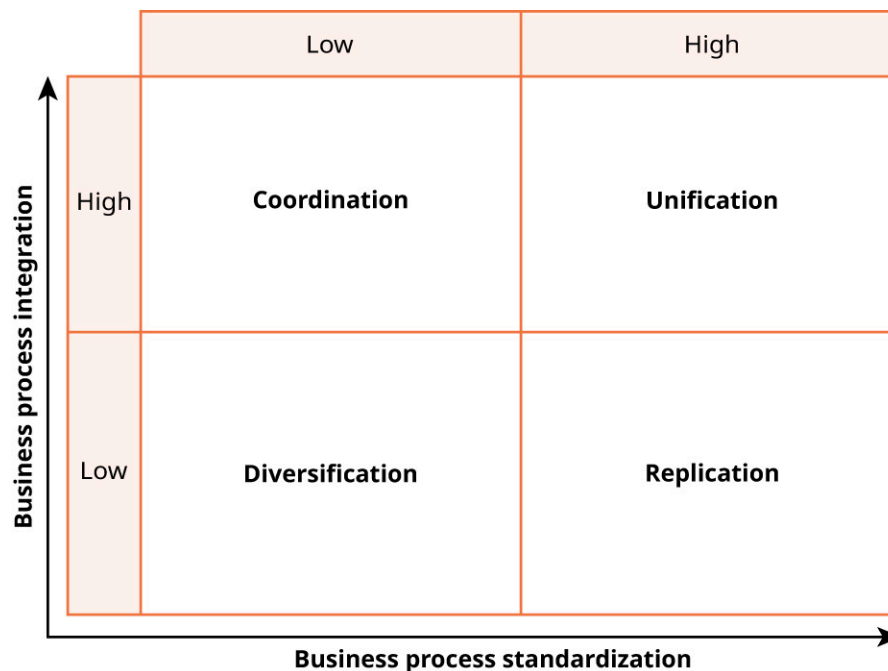 Low
High
High
Coordination
Unification
Business process integration
Low
Diversification
Replication
Business process standardization